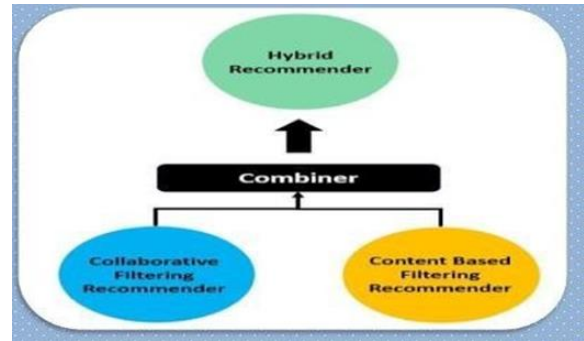 Hybrid
Recommender
Combiner
Collaborative
Filtering
Recommender
Content Based
Filtering
Recommender